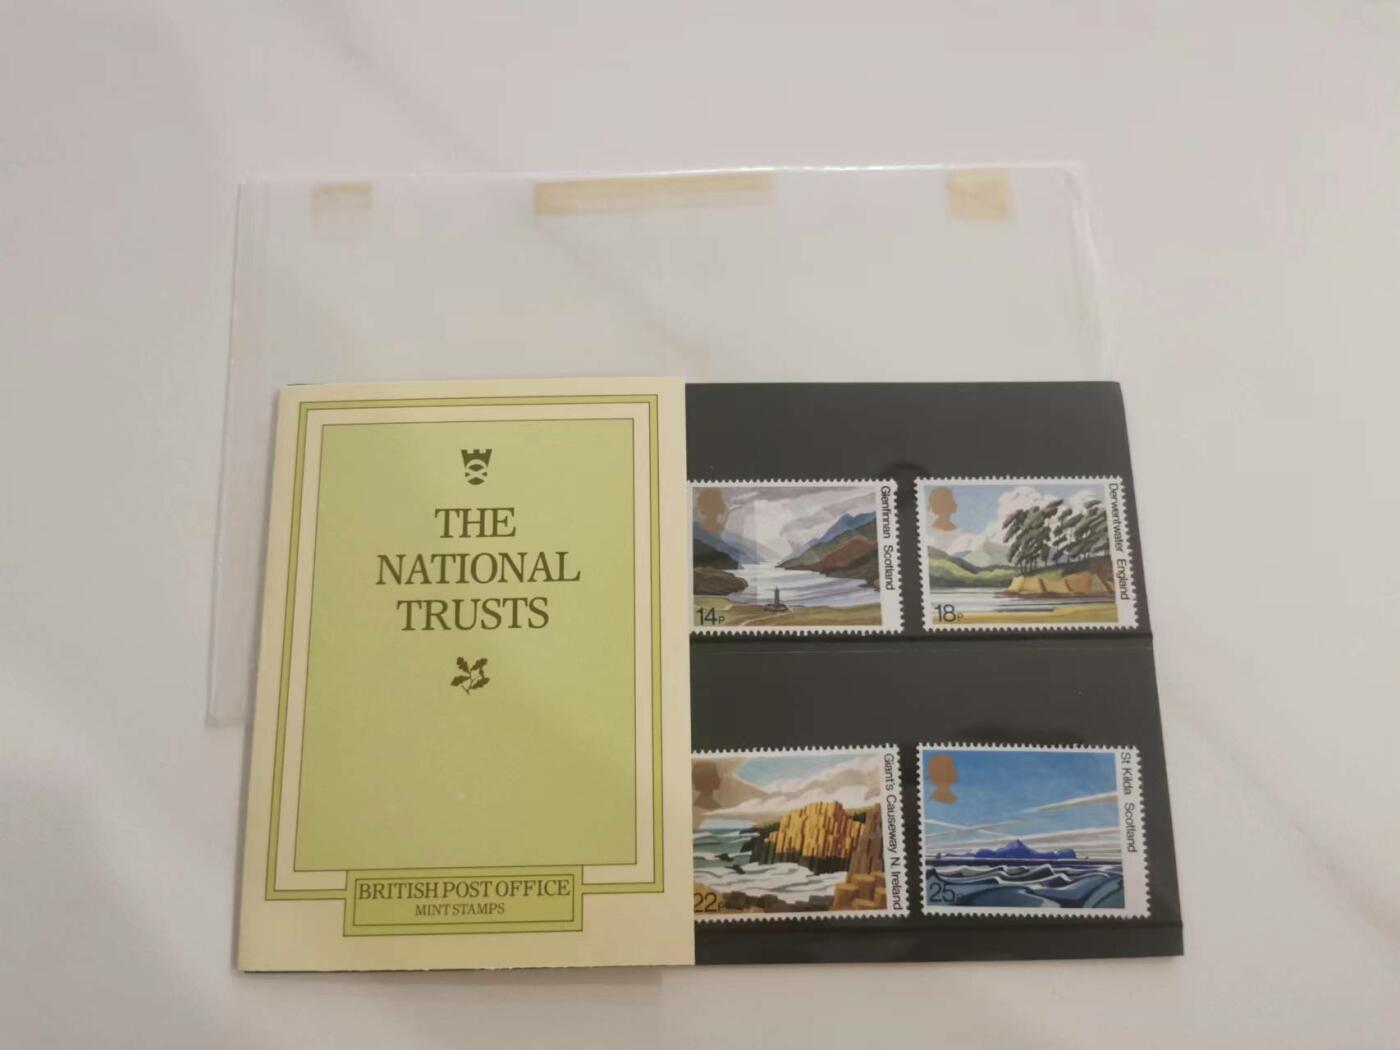 THE
NATIONAL
TRUSTS
BRITISH POST OFFICE
MINT STAMPS
Glenfinnan Scotland
14P
Derwentwater England
18P
Giant's Causeway N. Ireland
22P
St Kilda Scotland
25P